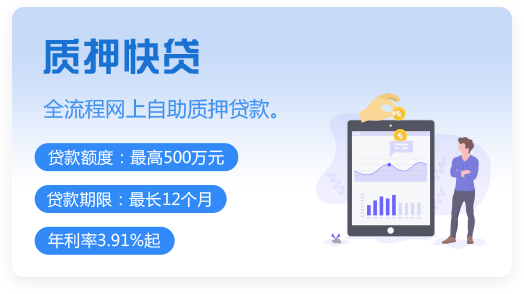 质押快贷
全流程网上自助质押贷款。
贷款额度：最高500万元
贷款期限：最长12个月
年利率3.91%起